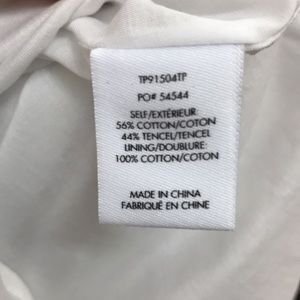 TP91504TP
PO# 54544
SELF/EXTÉRIEUR:
56% COTTON/COTON
44% TENCEL/TENCEL
LINING/DOUBLURE:
100% COTTON/COTON
MADE IN CHINA
FABRIQUÉ EN CHINE